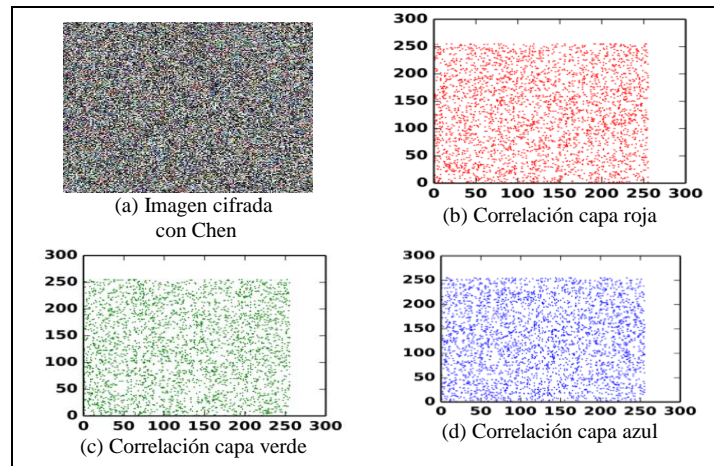 300
250
200
150
100
50
0
0 50 100 150 200 250 300
(a) Imagen cifrada
con Chen
(b) Correlación capa roja
300
250
200
150
100
50
0
0 50 100 150 200 250 300
(c) Correlación capa verde
300
250
200
150
100
50
0
0 50 100 150 200 250 300
(d) Correlación capa azul